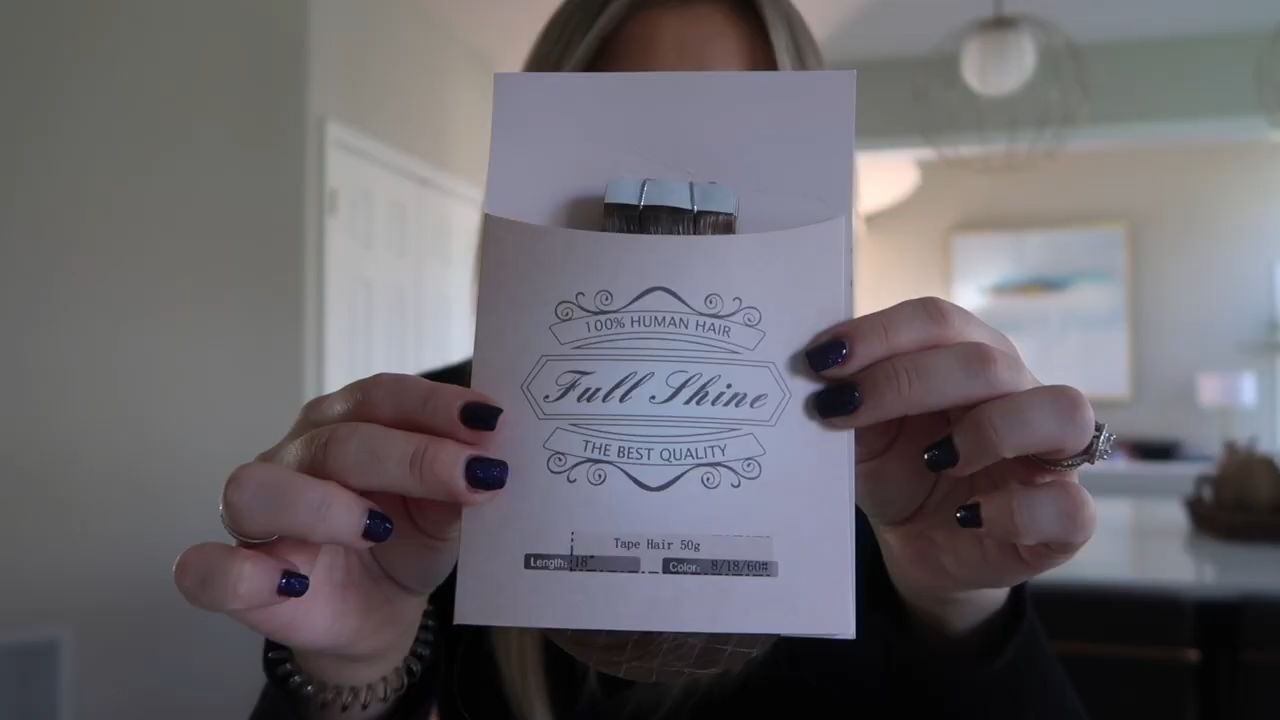 100% HUMAN HAIR
Full Shine
THE BEST QUALITY
Tape Hair 50g
Length: 18" Color: 8/18/60#